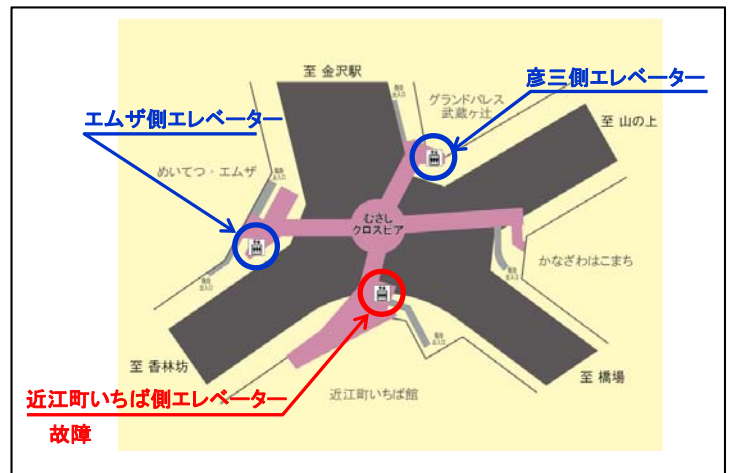 至 金沢駅
彦三側エレベーター
グランドパレス
武蔵ヶ辻
エムザ側エレベーター
至 山の上
めいてつ・エムザ
むさし
クロスピア
かなざわはこまち
至 香林坊
至 橋場
近江町いちば側エレベーター
近江町いちば館
故障